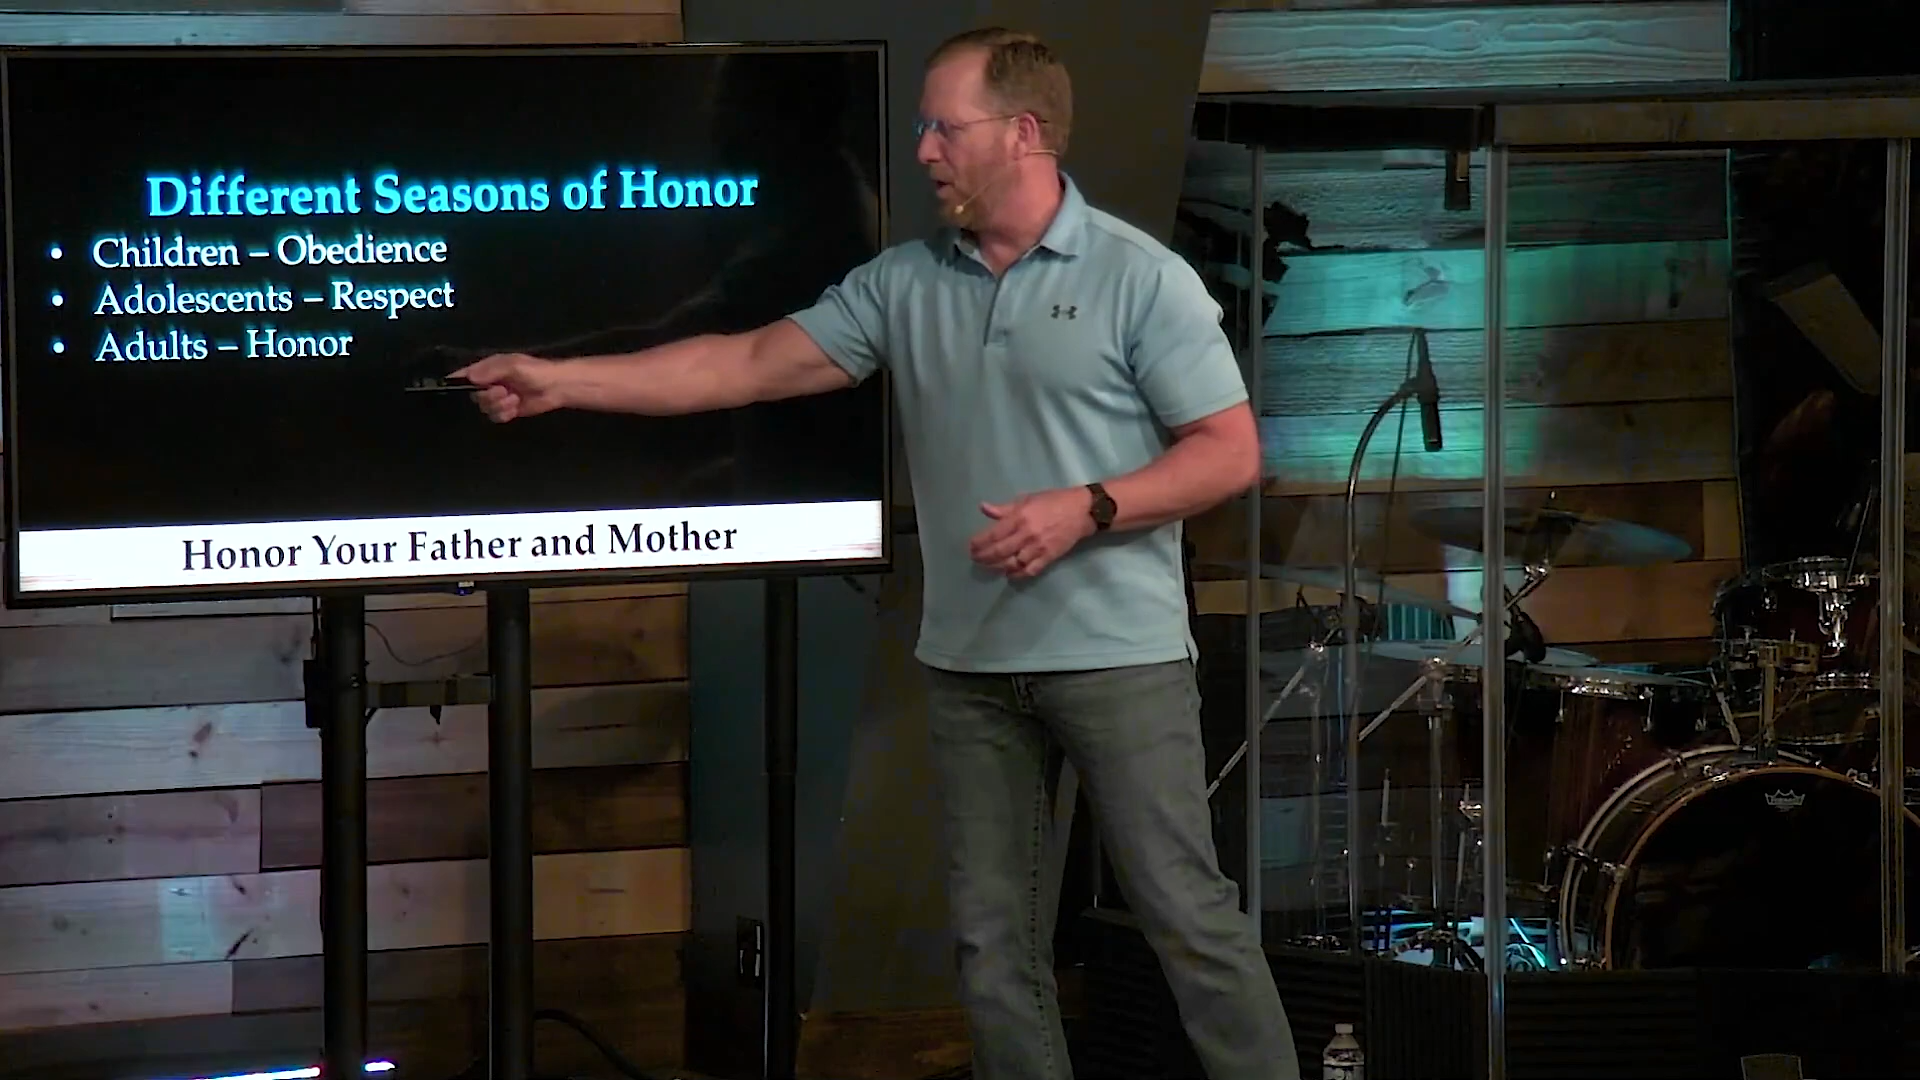 Different Seasons of Honor
• Children – Obedience
• Adolescents – Respect
• Adults – Honor
Honor Your Father and Mother